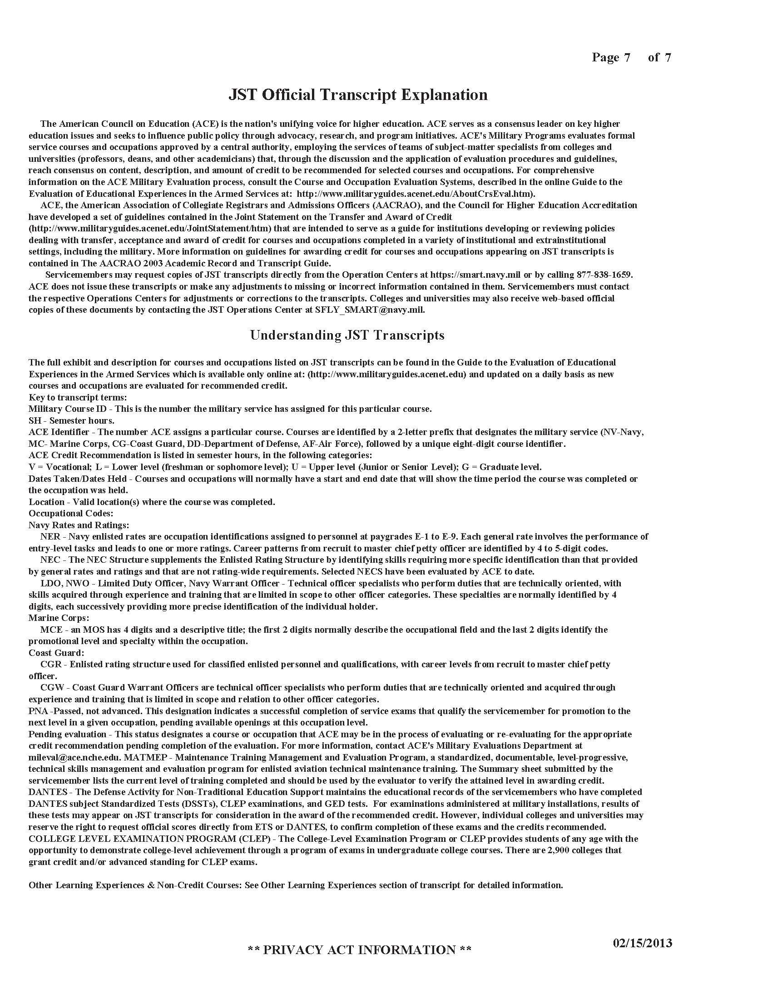 Page 7 of 7
JST Official Transcript Explanation
The American Council on Education (ACE) is the nation's unifying voice for higher education. ACE serves as a consensus leader on key higher
education issues and seeks to influence public policy through advocacy, research, and program initiatives. ACE's Military Programs evaluates formal
service courses and occupations approved by a central authority, employing the services of teams of subject-matter specialists from colleges and
universities (professors, deans, and other academicians) that, through the discussion and the application of evaluation procedures and guidelines,
reach consensus on content, description, and amount of credit to be recommended for selected courses and occupations. For comprehensive
information on the ACE Military Evaluation process, consult the Course and Occupation Evaluation Systems, described in the online Guide to the
Evaluation of Educational Experiences in the Armed Services at: http://www.militaryguides.acenet.edu/AboutCrsEval.htm).
ACE, the American Association of Collegiate Registrars and Admissions Officers (AACRAO), and the Council for Higher Education Accreditation
have developed a set of guidelines contained in the Joint Statement on the Transfer and Award of Credit
(http://www.militaryguides.acenet.edu/JointStatement/htm) that are intended to serve as a guide for institutions developing or reviewing policies
dealing with transfer, acceptance and award of credit for courses and occupations completed in a variety of institutional and extrainstitutional
settings, including the military. More information on guidelines for awarding credit for courses and occupations appearing on JST transcripts is
contained in The AACRAO 2003 Academic Record and Transcript Guide.
Servicemembers may request copies of JST transcripts directly from the Operation Centers at https://smart.navy.mil or by calling 877-838-1659.
ACE does not issue these transcripts or make any adjustments to missing or incorrect information contained in them. Servicemembers must contact
the respective Operations Centers for adjustments or corrections to the transcripts. Colleges and universities may also receive web-based official
copies of these documents by contacting the JST Operations Center at SFLY_SMART@navy.mil.
Understanding JST Transcripts
The full exhibit and description for courses and occupations listed on JST transcripts can be found in the Guide to the Evaluation of Educational
Experiences in the Armed Services which is available only online at: (http://www.militaryguides.acenet.edu) and updated on a daily basis as new
courses and occupations are evaluated for recommended credit.
Key to transcript terms:
Military Course ID - This is the number the military service has assigned for this particular course.
SH - Semester hours.
ACE Identifier - The number ACE assigns a particular course. Courses are identified by a 2-letter prefix that designates the military service (NV-Navy,
MC- Marine Corps, CG-Coast Guard, DD-Department of Defense, AF-Air Force), followed by a unique eight-digit course identifier.
ACE Credit Recommendation is listed in semester hours, in the following categories:
V = Vocational; L = Lower level (freshman or sophomore level); U = Upper level (Junior or Senior Level); G = Graduate level.
Dates Taken/Dates Held - Courses and occupations will normally have a start and end date that will show the time period the course was completed or
the occupation was held.
Location - Valid location(s) where the course was completed.
Occupational Codes:
Navy Rates and Ratings:
NER - Navy enlisted rates are occupation identifications assigned to personnel at paygrades E-1 to E-9. Each general rate involves the performance of
entry-level tasks and leads to one or more ratings. Career patterns from recruit to master chief petty officer are identified by 4 to 5-digit codes.
NEC - The NEC Structure supplements the Enlisted Rating Structure by identifying skills requiring more specific identification than that provided
by general rates and ratings and that are not rating-wide requirements. Selected NECS have been evaluated by ACE to date.
LDO, NWO - Limited Duty Officer, Navy Warrant Officer - Technical officer specialists who perform duties that are technically oriented, with
skills acquired through experience and training that are limited in scope to other officer categories. These specialties are normally identified by 4
digits, each successively providing more precise identification of the individual holder.
Marine Corps:
MCE - an MOS has 4 digits and a descriptive title; the first 2 digits normally describe the occupational field and the last 2 digits identify the
promotional level and specialty within the occupation.
Coast Guard:
CGR - Enlisted rating structure used for classified enlisted personnel and qualifications, with career levels from recruit to master chief petty
officer.
CGW - Coast Guard Warrant Officers are technical officer specialists who perform duties that are technically oriented and acquired through
experience and training that is limited in scope and relation to other officer categories.
PNA -Passed, not advanced. This designation indicates a successful completion of service exams that qualify the servicemember for promotion to the
next level in a given occupation, pending available openings at this occupation level.
Pending evaluation - This status designates a course or occupation that ACE may be in the process of evaluating or re-evaluating for the appropriate
credit recommendation pending completion of the evaluation. For more information, contact ACE's Military Evaluations Department at
mileval@ace.nche.edu. MATMEP - Maintenance Training Management and Evaluation Program, a standardized, documentable, level-progressive,
technical skills management and evaluation program for enlisted aviation technical maintenance training. The Summary sheet submitted by the
servicemember lists the current level of training completed and should be used by the evaluator to verify the attained level in awarding credit.
DANTES - The Defense Activity for Non-Traditional Education Support maintains the educational records of the servicemembers who have completed
DANTES subject Standardized Tests (DSSTs), CLEP examinations, and GED tests. For examinations administered at military installations, results of
these tests may appear on JST transcripts for consideration in the award of the recommended credit. However, individual colleges and universities may
reserve the right to request official scores directly from ETS or DANTES, to confirm completion of these exams and the credits recommended.
COLLEGE LEVEL EXAMINATION PROGRAM (CLEP) - The College-Level Examination Program or CLEP provides students of any age with the
opportunity to demonstrate college-level achievement through a program of exams in undergraduate college courses. There are 2,900 colleges that
grant credit and/or advanced standing for CLEP exams.
Other Learning Experiences & Non-Credit Courses: See Other Learning Experiences section of transcript for detailed information.
** PRIVACY ACT INFORMATION **
02/15/2013